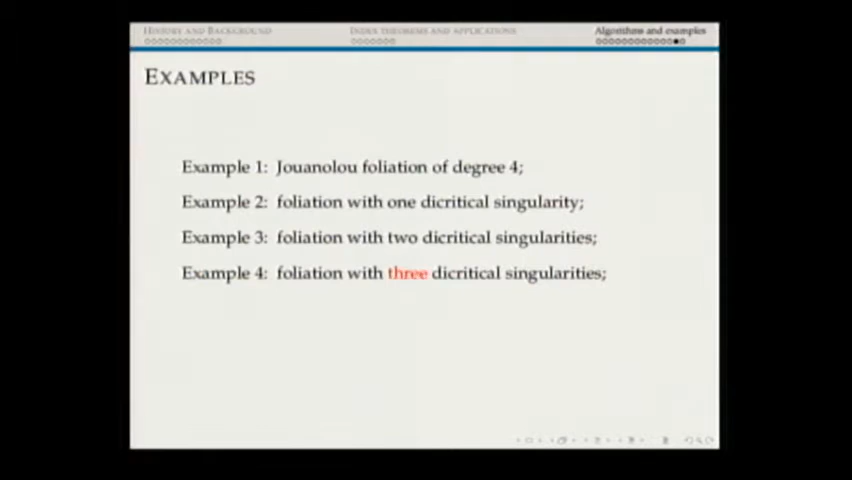 HISTORY AND BACKGROUND INDEX THEOREMS AND APPLICATIONS Algorithms and examples
EXAMPLES
Example 1: Jouanolou foliation of degree 4;
Example 2: foliation with one dicritical singularity;
Example 3: foliation with two dicritical singularities;
Example 4: foliation with three dicritical singularities;